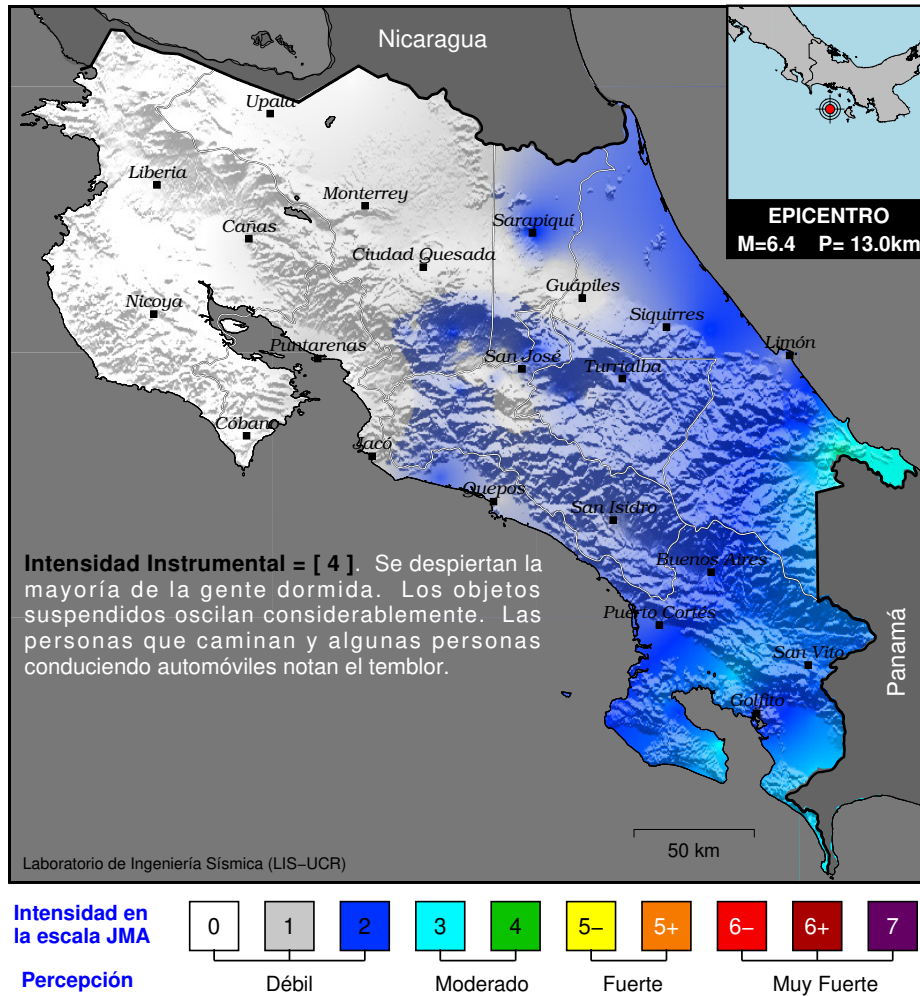 Nicaragua
EPICENTRO
M=6.4 P= 13.0km
Upala
Liberia
Monterrey
Cañas
Sarapiquí
Ciudad Quesada
Guápiles
Nicoya
Siquirres
Puntarenas
San José
Limón
Turrialba
Cóbano
Jacó
Quepos
San Isidro
Buenos Aires
Puerto Cortés
San Vito
Golfito
Panamá
Intensidad Instrumental = [ 4 ]. Se despiertan la
mayoría de la gente dormida. Los objetos
suspendidos oscilan considerablemente. Las
personas que caminan y algunas personas
conduciendo automóviles notan el temblor.
50 km
Laboratorio de Ingeniería Sísmica (LIS−UCR)
Intensidad en
la escala JMA
0 1 2 3 4 5− 5+ 6− 6+ 7
Percepción
Débil Moderado Fuerte Muy Fuerte